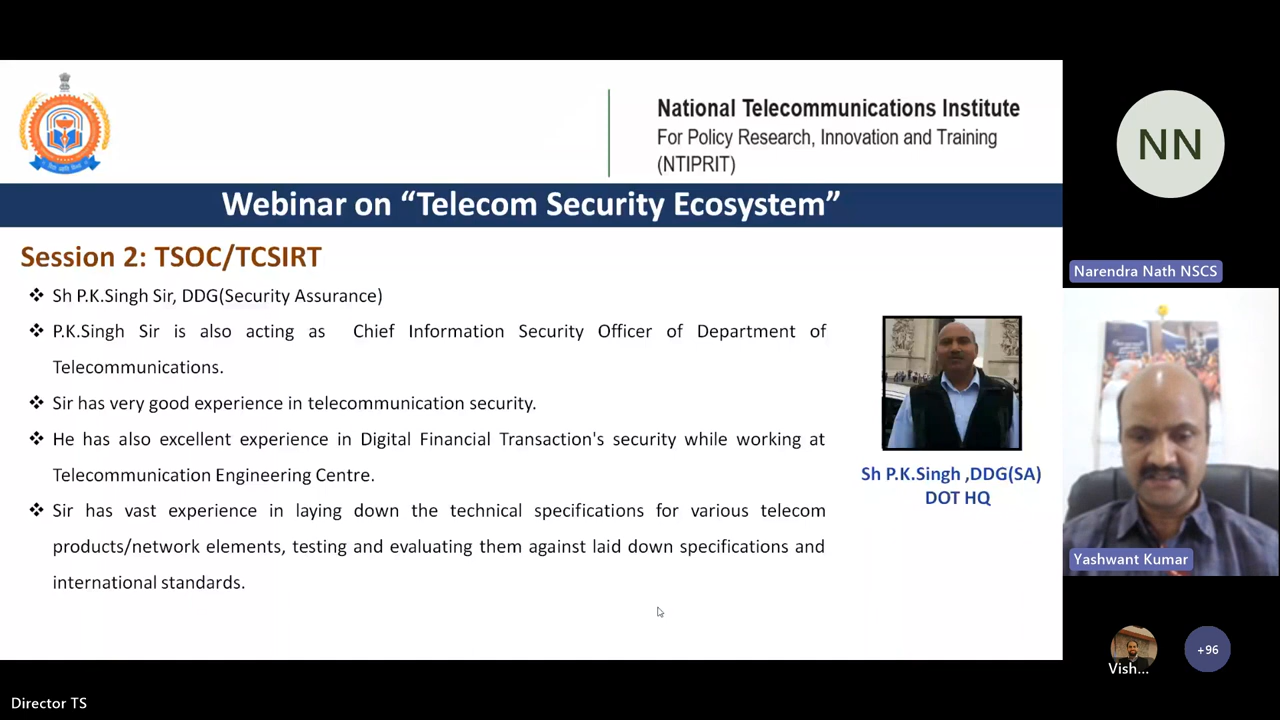 National Telecommunications Institute
For Policy Research, Innovation and Training
(NTIPRIT)
Webinar on “Telecom Security Ecosystem”
Session 2: TSOC/TCSIRT
❖ Sh P.K.Singh Sir, DDG(Security Assurance)
❖ P.K.Singh Sir is also acting as Chief Information Security Officer of Department of
Telecommunications.
❖ Sir has very good experience in telecommunication security.
❖ He has also excellent experience in Digital Financial Transaction's security while working at
Telecommunication Engineering Centre.
❖ Sir has vast experience in laying down the technical specifications for various telecom
products/network elements, testing and evaluating them against laid down specifications and
international standards.
Sh P.K.Singh ,DDG(SA)
DOT HQ
NN
Narendra Nath NSCS
Yashwant Kumar
Vish...
+96
Director TS